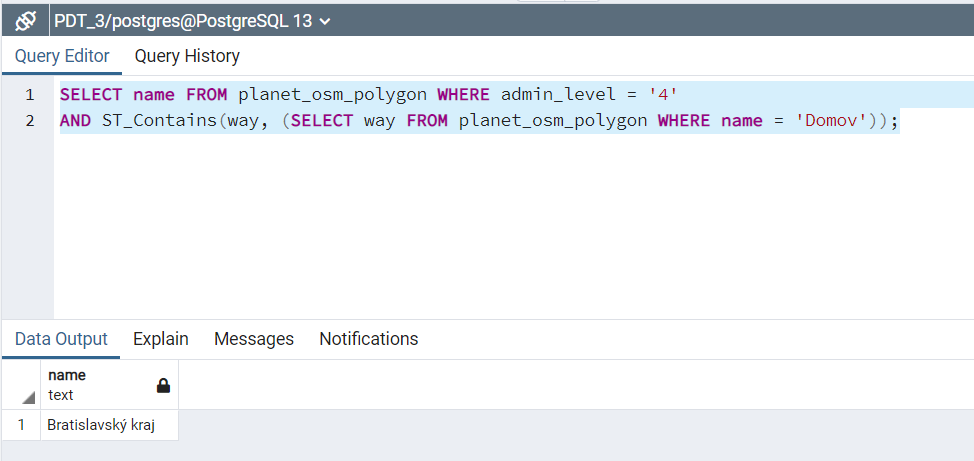 PDT_3/postgres@PostgreSQL 13
Query Editor Query History
1 SELECT name FROM planet_osm_polygon WHERE admin_level = '4'
2 AND ST_Contains(way, (SELECT way FROM planet_osm_polygon WHERE name = 'Domov'));
Data Output Explain Messages Notifications
name
text
1 Bratislavský kraj